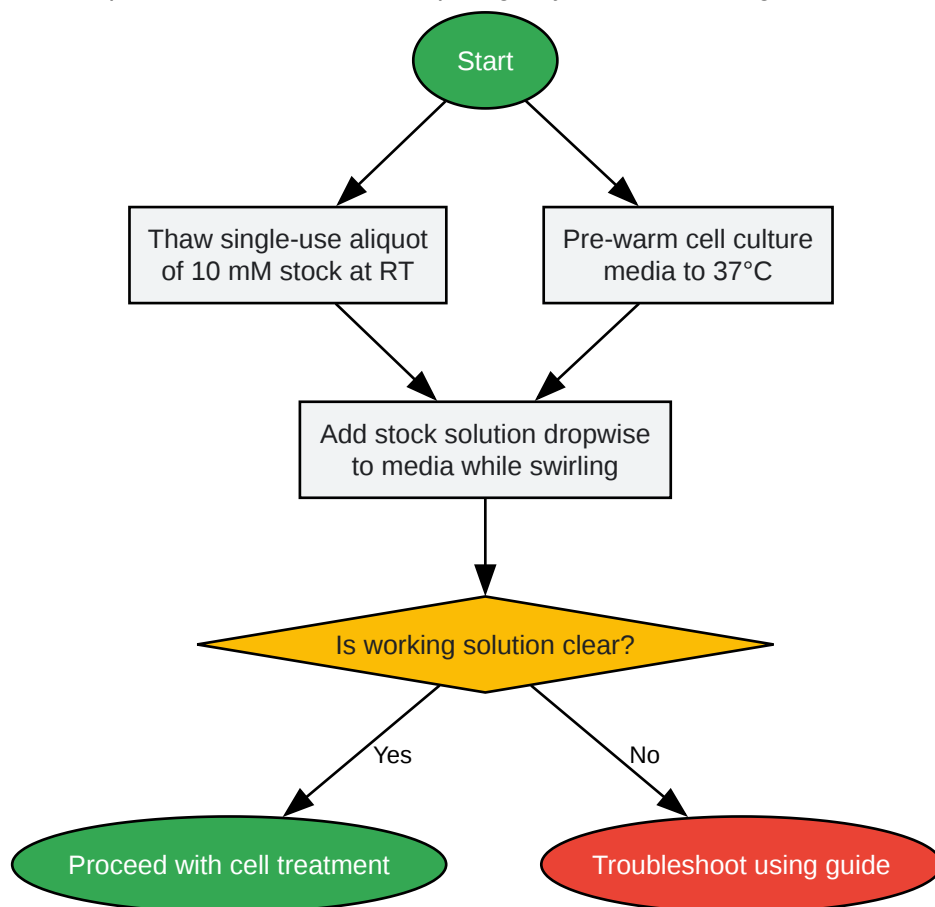 Start
Thaw single-use aliquot
of 10 mM stock at RT
Pre-warm cell culture
media to 37°C
Add stock solution dropwise
to media while swirling
Is working solution clear?
Yes
No
Proceed with cell treatment
Troubleshoot using guide